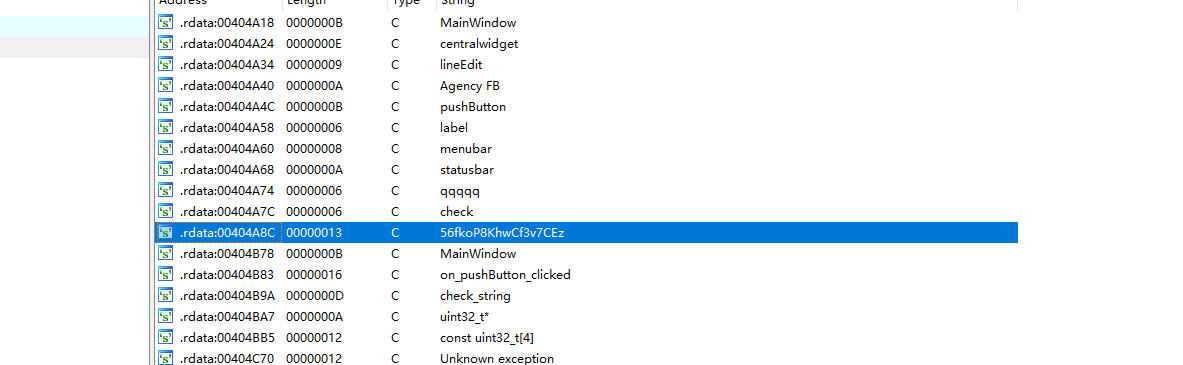 Address Length Type String
.rdata:00404A18 0000000B C MainWindow
.rdata:00404A24 0000000E C centralwidget
.rdata:00404A34 00000009 C lineEdit
.rdata:00404A40 0000000A C Agency FB
.rdata:00404A4C 0000000B C pushButton
.rdata:00404A58 00000006 C label
.rdata:00404A60 00000008 C menubar
.rdata:00404A68 0000000A C statusbar
.rdata:00404A74 00000006 C qqqqq
.rdata:00404A7C 00000006 C check
.rdata:00404A8C 00000013 C 56fkoP8KhwCf3v7CEz
.rdata:00404B78 0000000B C MainWindow
.rdata:00404B83 00000016 C on_pushButton_clicked
.rdata:00404B9A 0000000D C check_string
.rdata:00404BA7 0000000A C uint32_t*
.rdata:00404BB5 00000012 C const uint32_t[4]
.rdata:00404C70 00000012 C Unknown exception